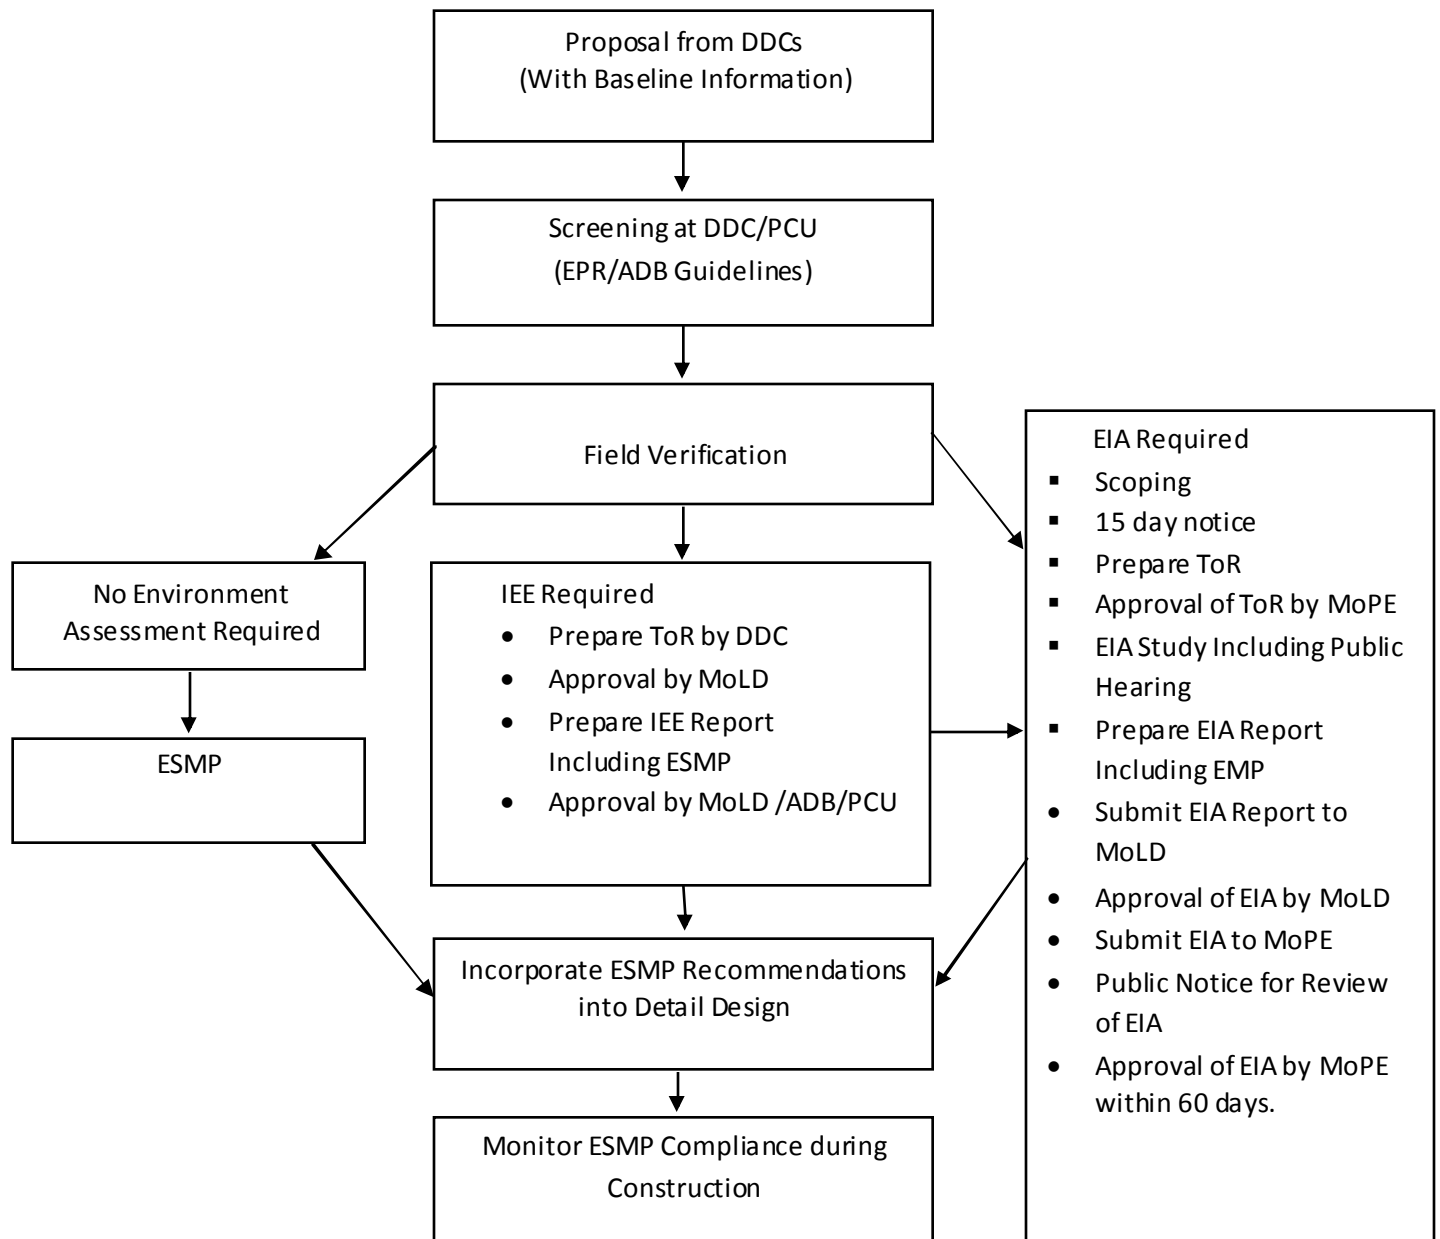 Proposal from DDCs
(With Baseline Information)
Screening at DDC/PCU
(EPR/ADB Guidelines)
Field Verification
No Environment
Assessment Required
ESMP
IEE Required
• Prepare ToR by DDC
• Approval by MoLD
• Prepare IEE Report
Including ESMP
• Approval by MoLD /ADB/PCU
EIA Required
▪ Scoping
▪ 15 day notice
▪ Prepare ToR
▪ Approval of ToR by MoPE
▪ EIA Study Including Public
Hearing
▪ Prepare EIA Report
Including EMP
• Submit EIA Report to
MoLD
• Approval of EIA by MoLD
• Submit EIA to MoPE
• Public Notice for Review
of EIA
• Approval of EIA by MoPE
within 60 days.
Incorporate ESMP Recommendations
into Detail Design
Monitor ESMP Compliance during
Construction